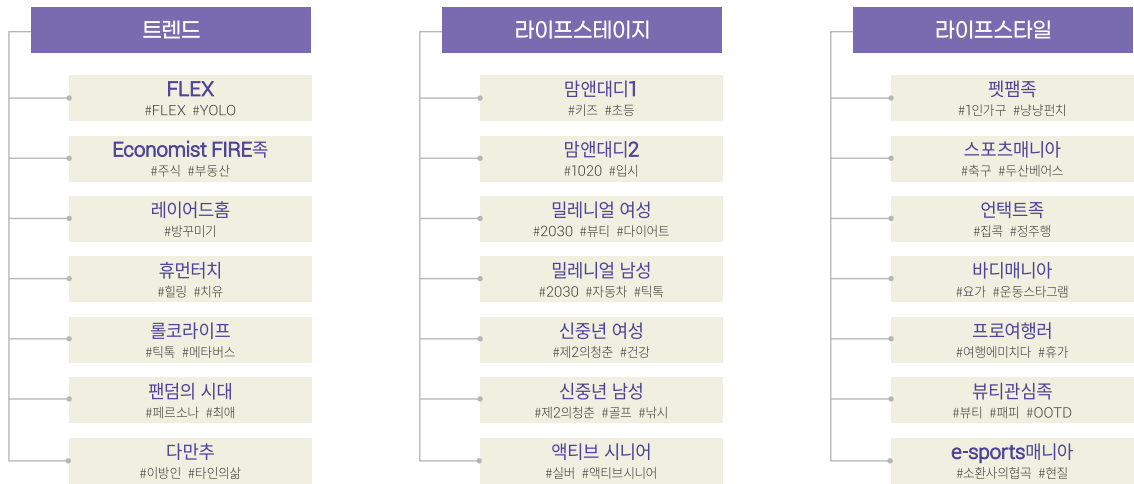 트렌드
FLEX
#FLEX #YOLO
Economist FIRE족
#주식 #부동산
레이어드홈
#방꾸미기
휴먼터치
#힐링 #치유
롤코라이프
#틱톡 #메타버스
팬덤의 시대
#페르소나 #최애
다만추
#이방인 #타인의삶
라이프스테이지
맘앤대디1
#키즈 #초등
맘앤대디2
#1020 #입시
밀레니얼 여성
#2030 #뷰티 #다이어트
밀레니얼 남성
#2030 #자동차 #틱톡
신중년 여성
#제2의청춘 #건강
신중년 남성
#제2의청춘 #골프 #낚시
액티브 시니어
#실버 #액티브시니어
라이프스타일
펫팸족
#1인가구 #냥냥펀치
스포츠매니아
#축구 #두산베어스
언택트족
#집콕 #정주행
바디매니아
#요가 #운동스타그램
프로여행러
#여행에미치다 #휴가
뷰티관심족
#뷰티 #패피 #OOTD
e-sports매니아
#소환사의협곡 #현질